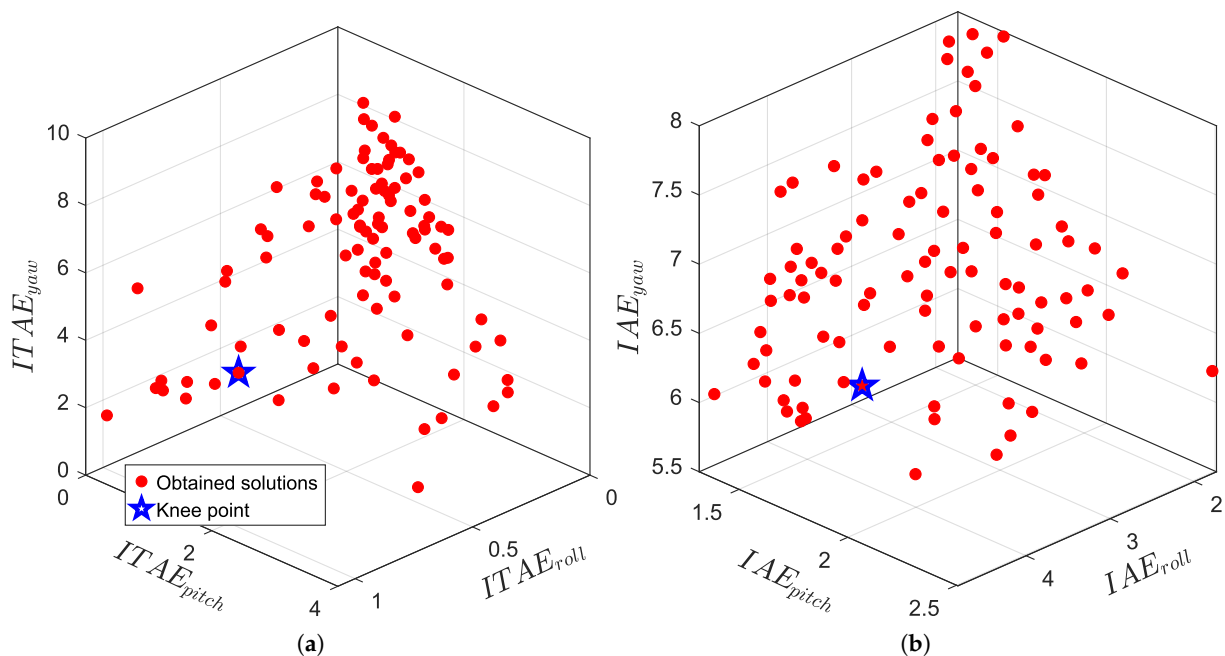 10
8
6
4
2
0
ITAE_yaw
0
2
4
ITAE_pitch
1
0.5
0
ITAE_roll
Obtained solutions
Knee point
(a)
8
7.5
7
6.5
6
5.5
IAE_yaw
1.5
2
2.5
IAE_pitch
4
3
2
IAE_roll
(b)